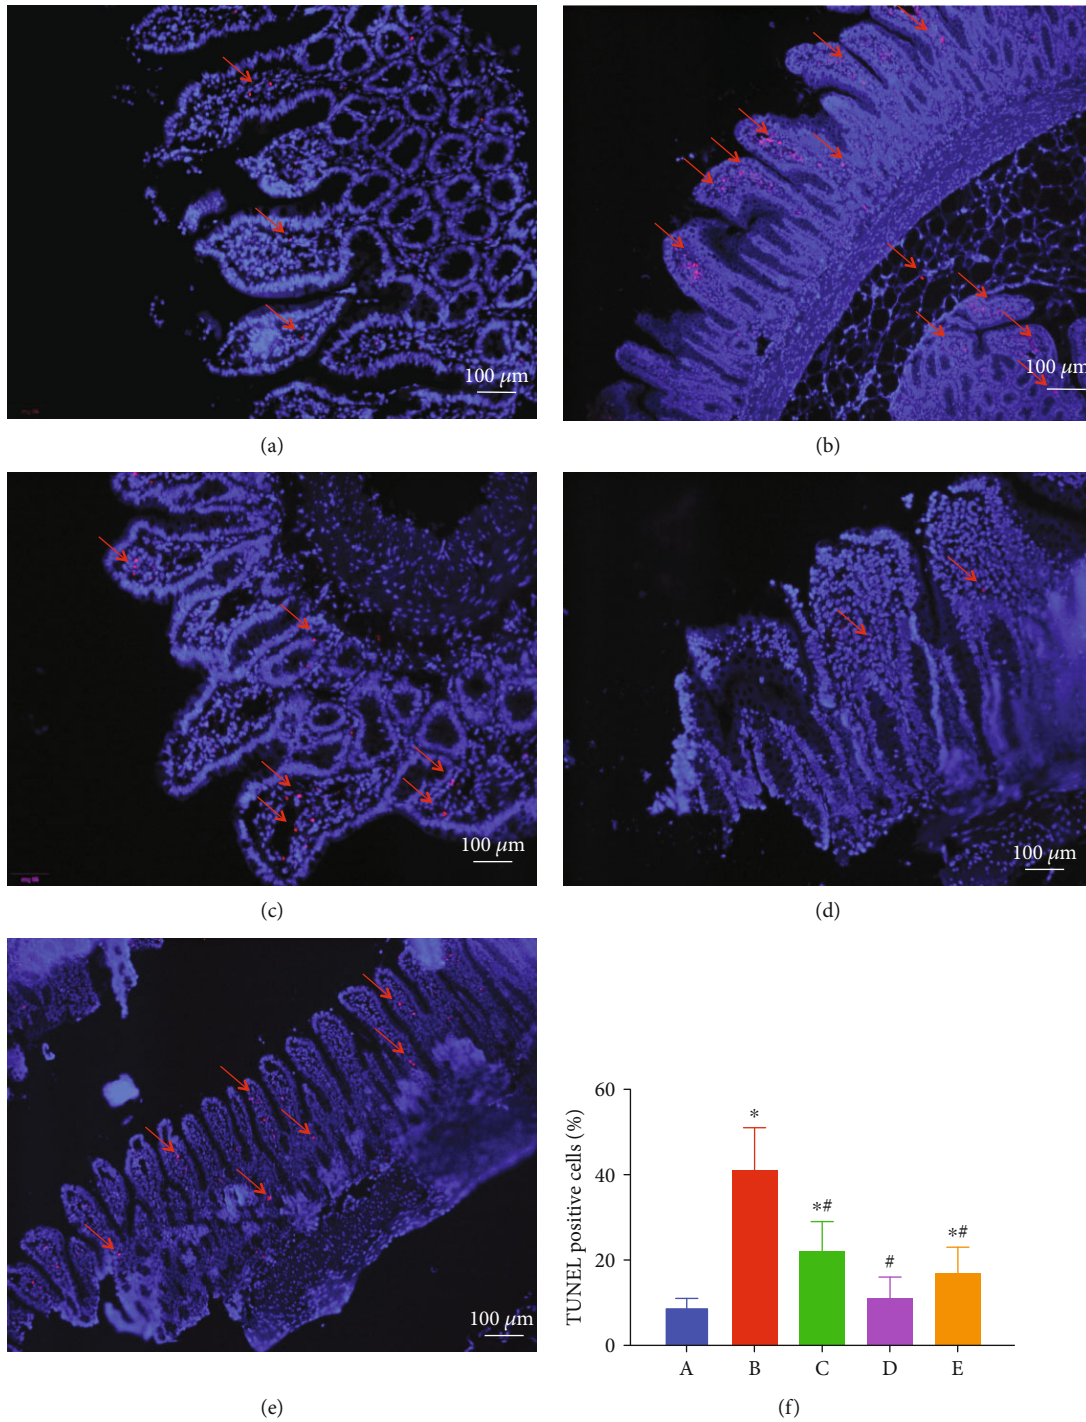 100 μm
(a)
100 μm
(b)
100 μm
(c)
100 μm
(d)
100 μm
(e)
TUNEL positive cells (%)
60
40
20
0
*
*#
#
*#
A B C D E
(f)